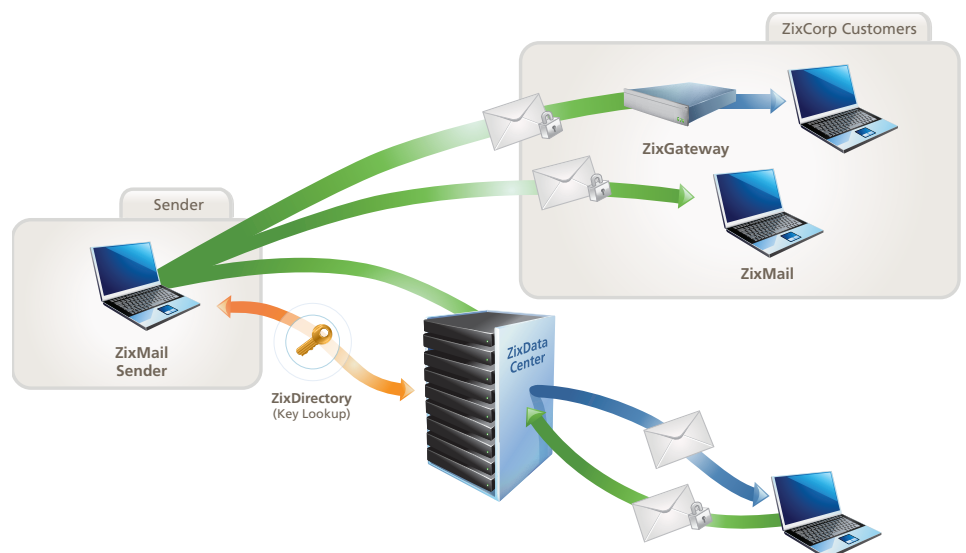 ZixCorp Customers
ZixGateway
Sender
ZixMail
ZixMail
Sender
ZixData
Center
ZixDirectory
(Key Lookup)